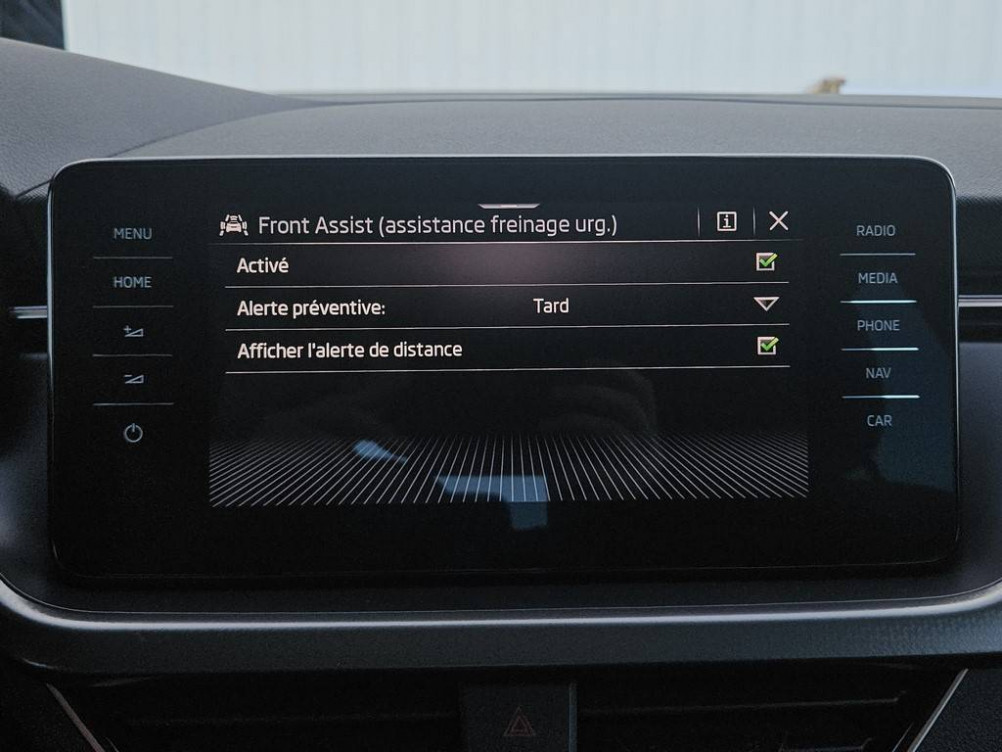 Front Assist (assistance freinage urg.)
Activé
Alerte préventive: Tard
Afficher l'alerte de distance
MENU
HOME
RADIO
MEDIA
PHONE
NAV
CAR